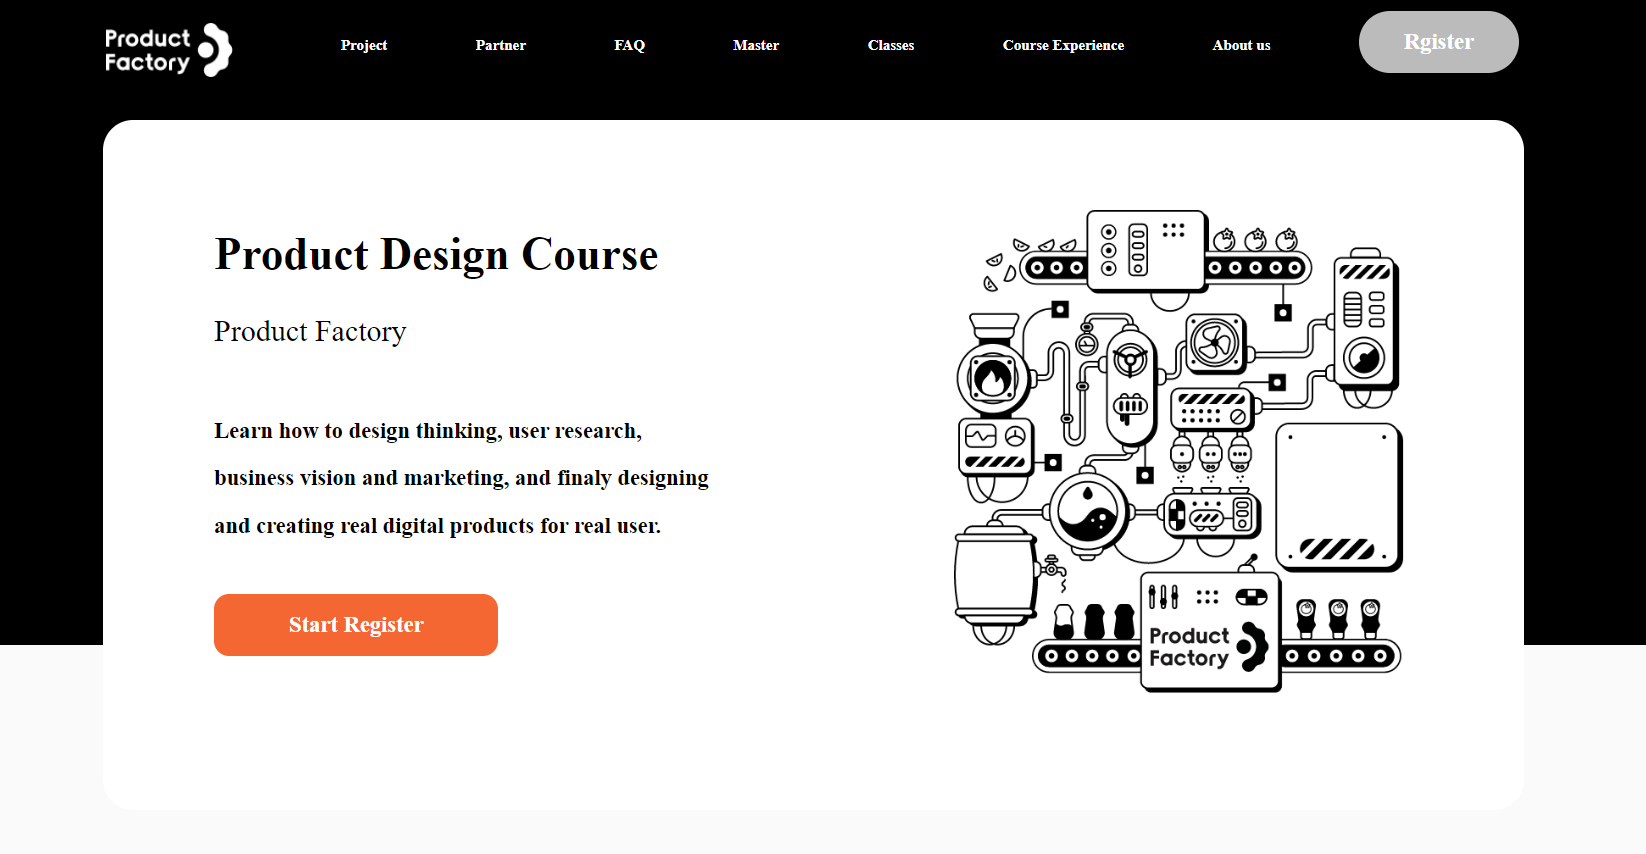 Product
Factory
Project
Partner
FAQ
Master
Classes
Course Experience
About us
Rgister
Product Design Course
Product Factory
Learn how to design thinking, user research,
business vision and marketing, and finaly designing
and creating real digital products for real user.
Start Register
Product
Factory